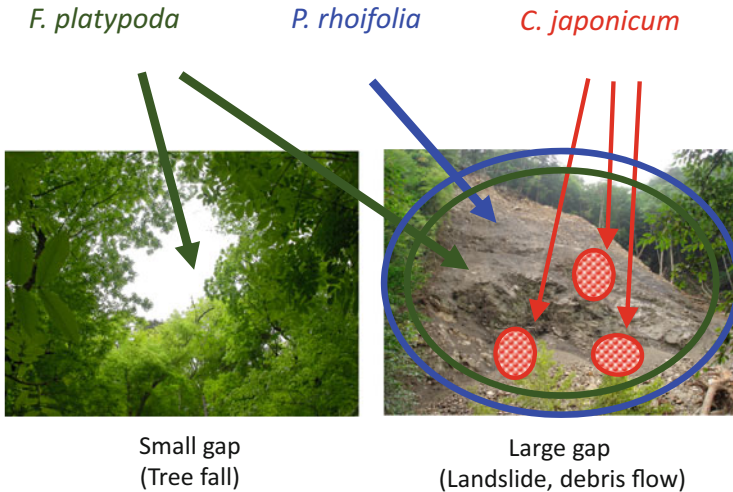 F. platypoda P. rhoifolia C. japonicum
Small gap
(Tree fall)
Large gap
(Landslide, debris flow)